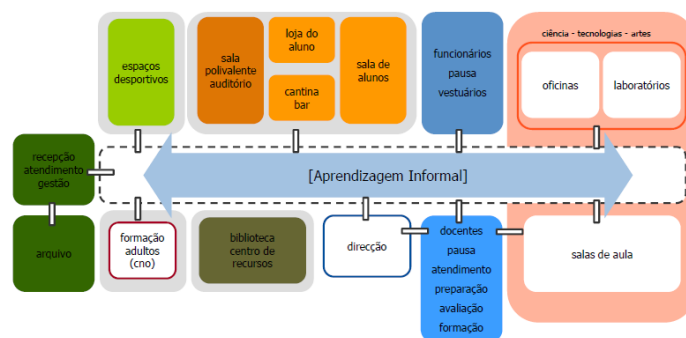 ciência - tecnologias - artes
espaços
desportivos
sala
polivalente
auditório
loja do
aluno
cantina
bar
sala de
alunos
funcionários
pausa
vestuários
oficinas
laboratórios
recepção
atendimento
gestão
[Aprendizagem Informal]
arquivo
formação
adultos
(cno)
biblioteca
centro de
recursos
direcção
docentes
pausa
atendimento
preparação
avaliação
formação
salas de aula